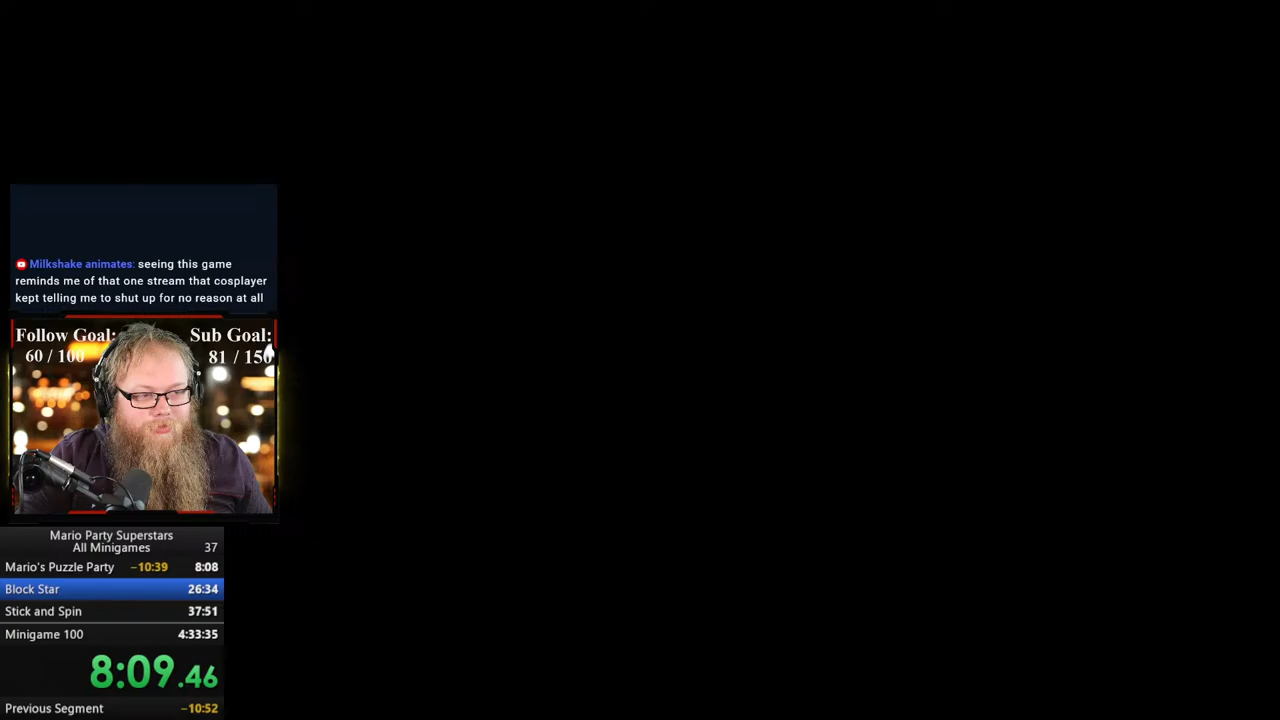 Milkshake animates: seeing this game
reminds me of that one stream that cosplayer
kept telling me to shut up for no reason at all
Follow Goal: Sub Goal:
60 / 100 81 / 150
Mario Party Superstars
All Minigames 37
Mario's Puzzle Party −10:39 8:08
Block Star 26:34
Stick and Spin 37:51
Minigame 100 4:33:35
8:09.46
Previous Segment −10:52